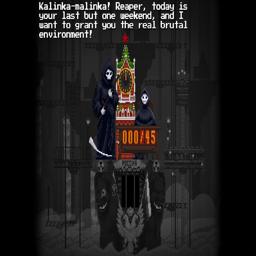 Kalinka-malinka! Reaper, today is
your last but one weekend, and I
want to grant you the real brutal
environment!
000/45